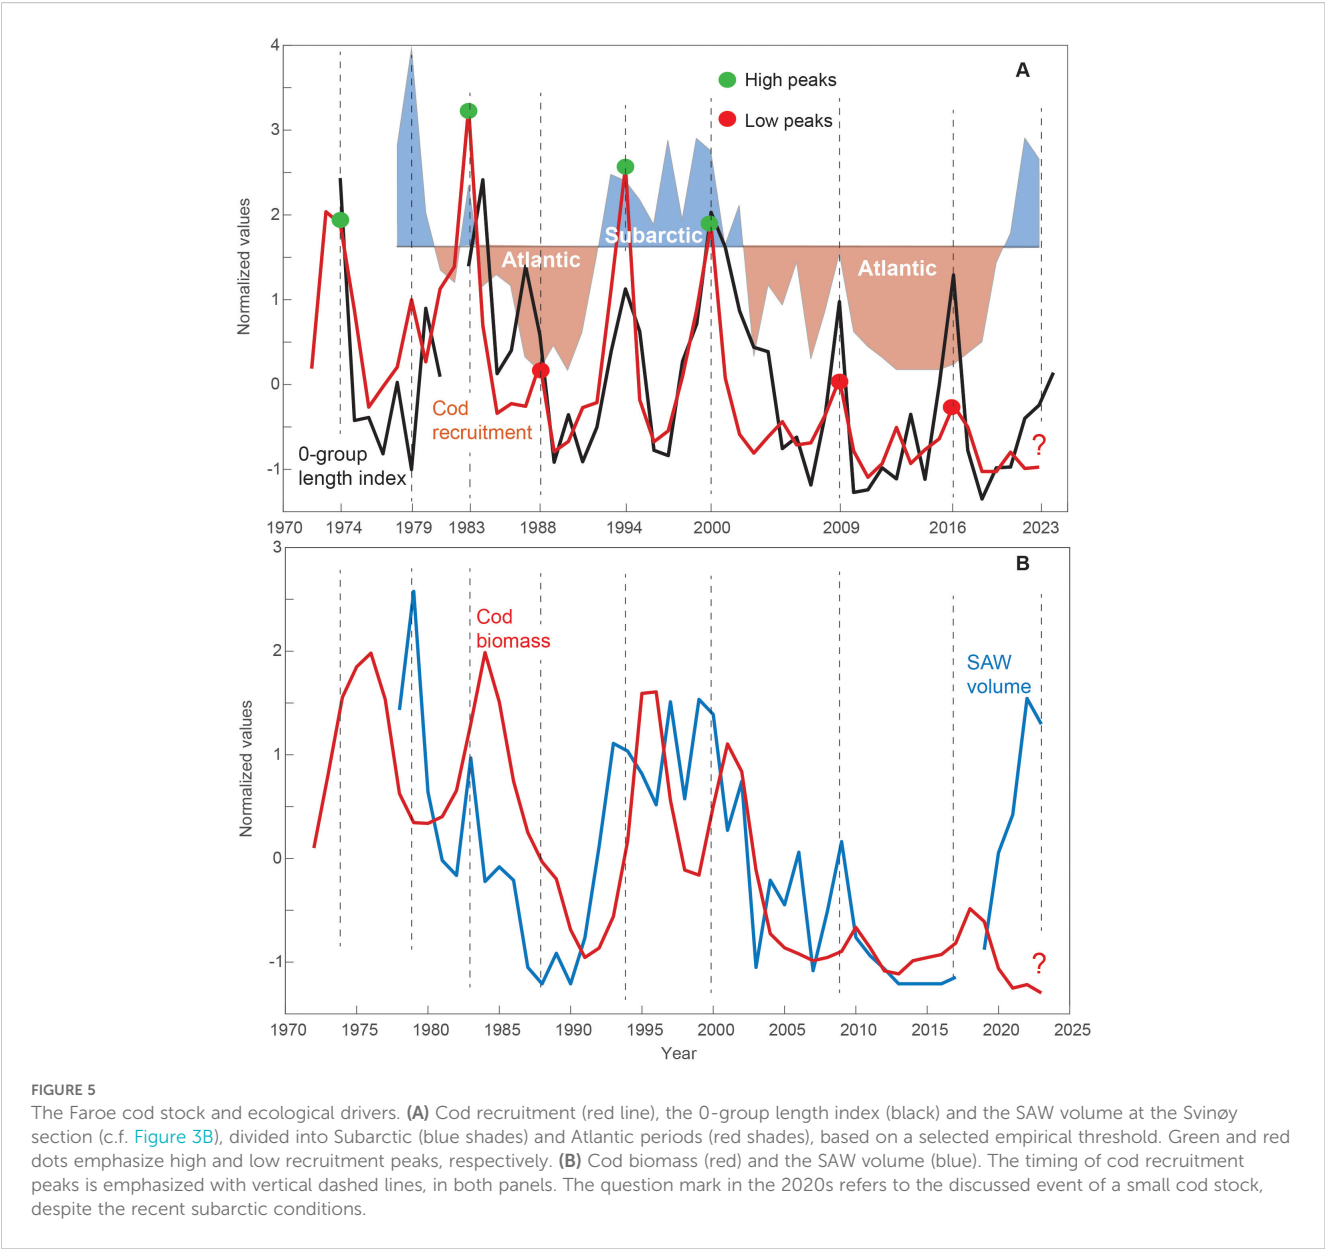 4
3
2
1
0
-1
Normalized values
A
High peaks
Low peaks
Subarctic
Atlantic
Atlantic
Cod
recruitment
0-group
length index
?
1970 1974 1979 1983 1988 1994 2000 2009 2016 2023
3
2
1
0
-1
Normalized values
B
Cod
biomass
SAW
volume
?
1970 1975 1980 1985 1990 1995 2000 2005 2010 2015 2020 2025
Year
FIGURE 5
The Faroe cod stock and ecological drivers. (A) Cod recruitment (red line), the 0-group length index (black) and the SAW volume at the Svinøy
section (c.f. Figure 3B), divided into Subarctic (blue shades) and Atlantic periods (red shades), based on a selected empirical threshold. Green and red
dots emphasize high and low recruitment peaks, respectively. (B) Cod biomass (red) and the SAW volume (blue). The timing of cod recruitment
peaks is emphasized with vertical dashed lines, in both panels. The question mark in the 2020s refers to the discussed event of a small cod stock,
despite the recent subarctic conditions.